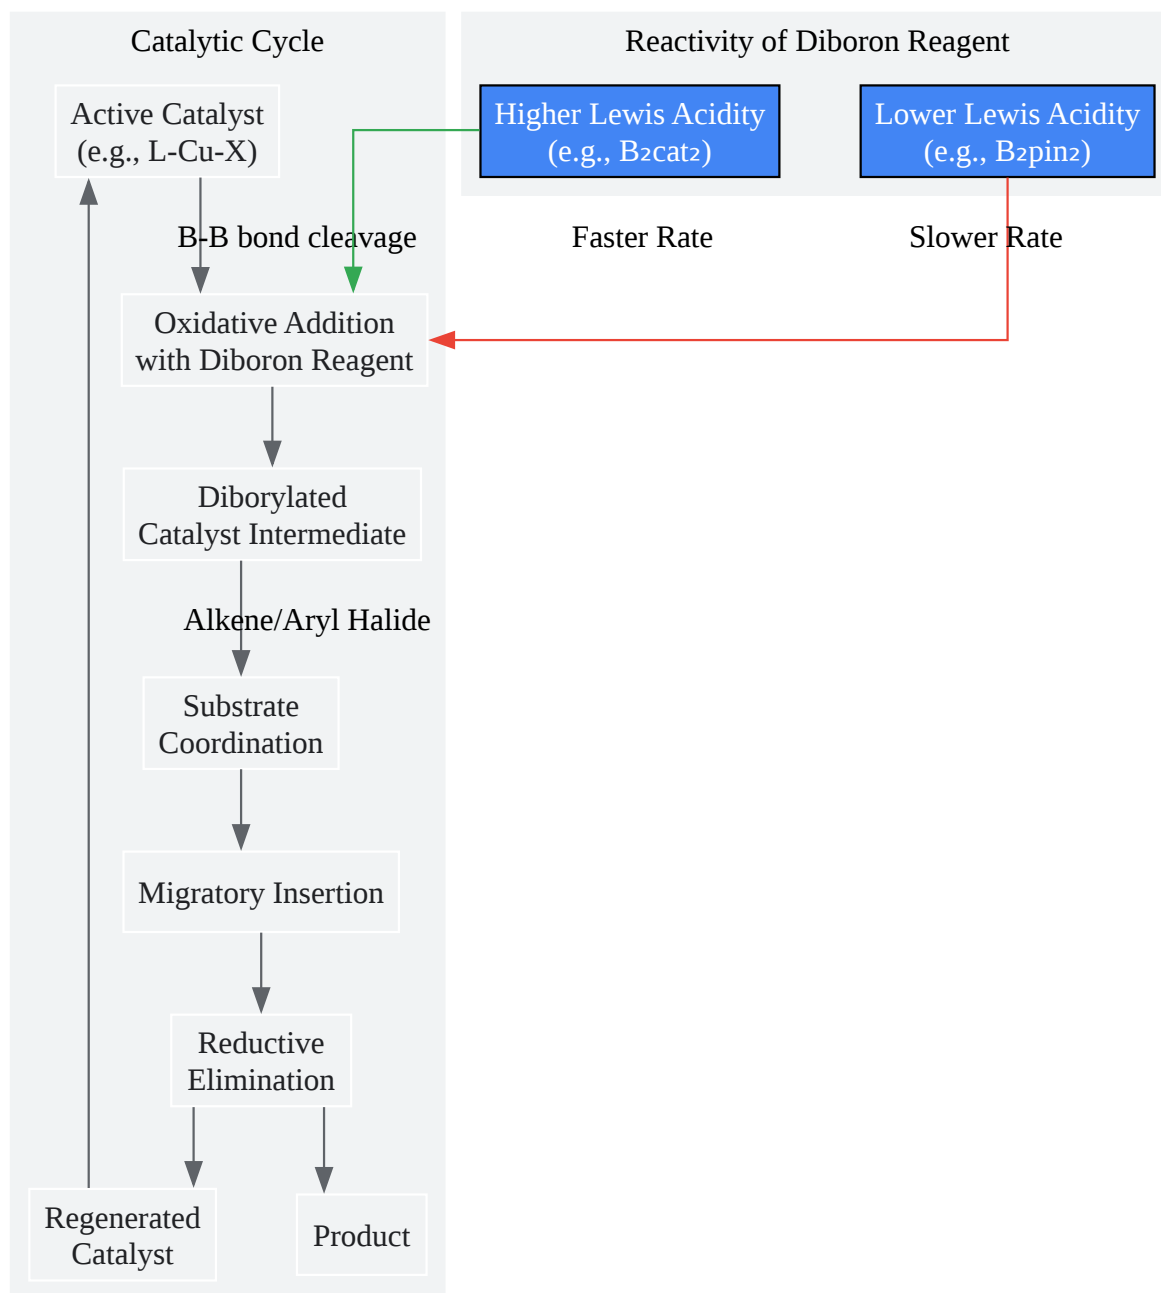 Catalytic Cycle
Active Catalyst
(e.g., L-Cu-X)
B-B bond cleavage
Oxidative Addition
with Diboron Reagent
Diborylated
Catalyst Intermediate
Alkene/Aryl Halide
Substrate
Coordination
Migratory Insertion
Reductive
Elimination
Regenerated
Catalyst
Product
Reactivity of Diboron Reagent
Higher Lewis Acidity
(e.g., B₂cat₂)
Lower Lewis Acidity
(e.g., B₂pin₂)
Faster Rate
Slower Rate